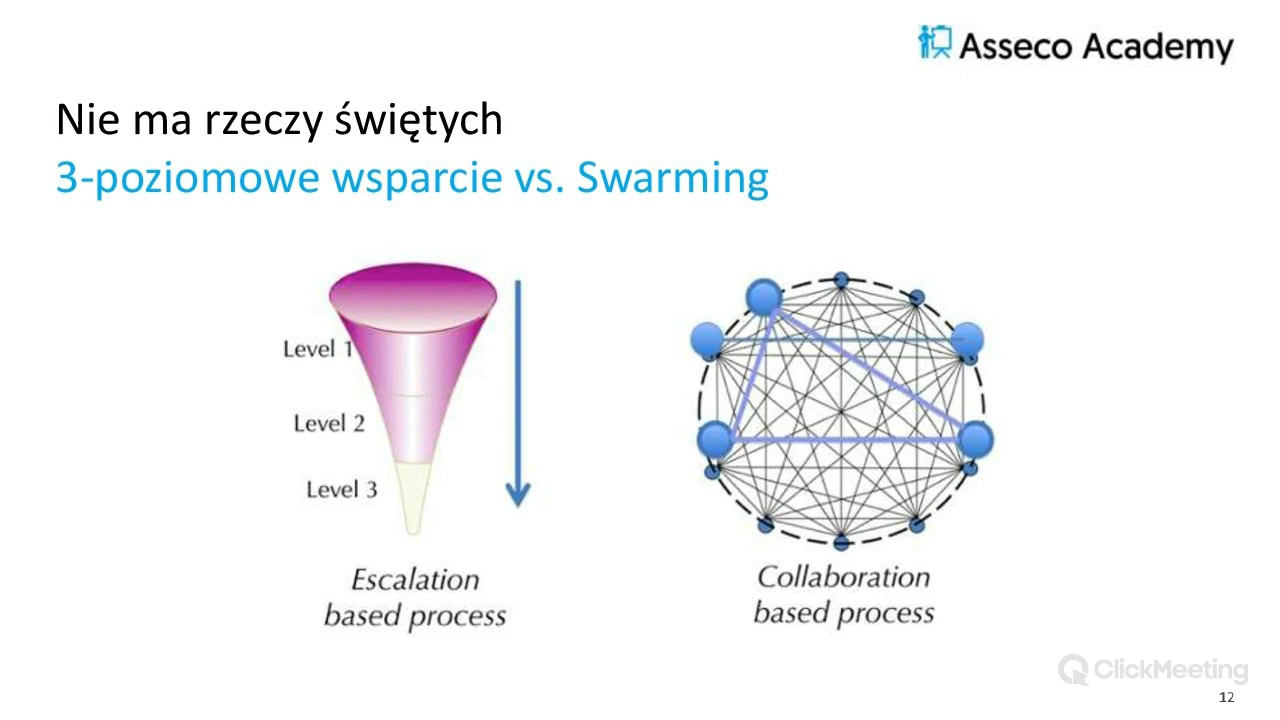 Asseco Academy
Nie ma rzeczy świętych
3-poziomowe wsparcie vs. Swarming
Level 1
Level 2
Level 3
Escalation
based process
Collaboration
based process
ClickMeeting
12